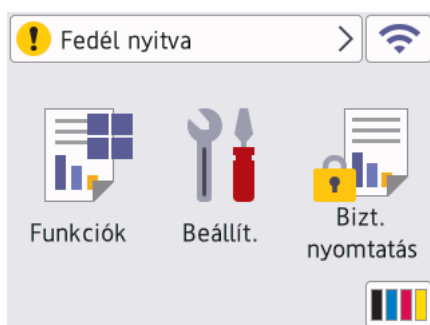 Fedél nyitva
Funkciók
Beállít.
Bizt.
nyomtatás